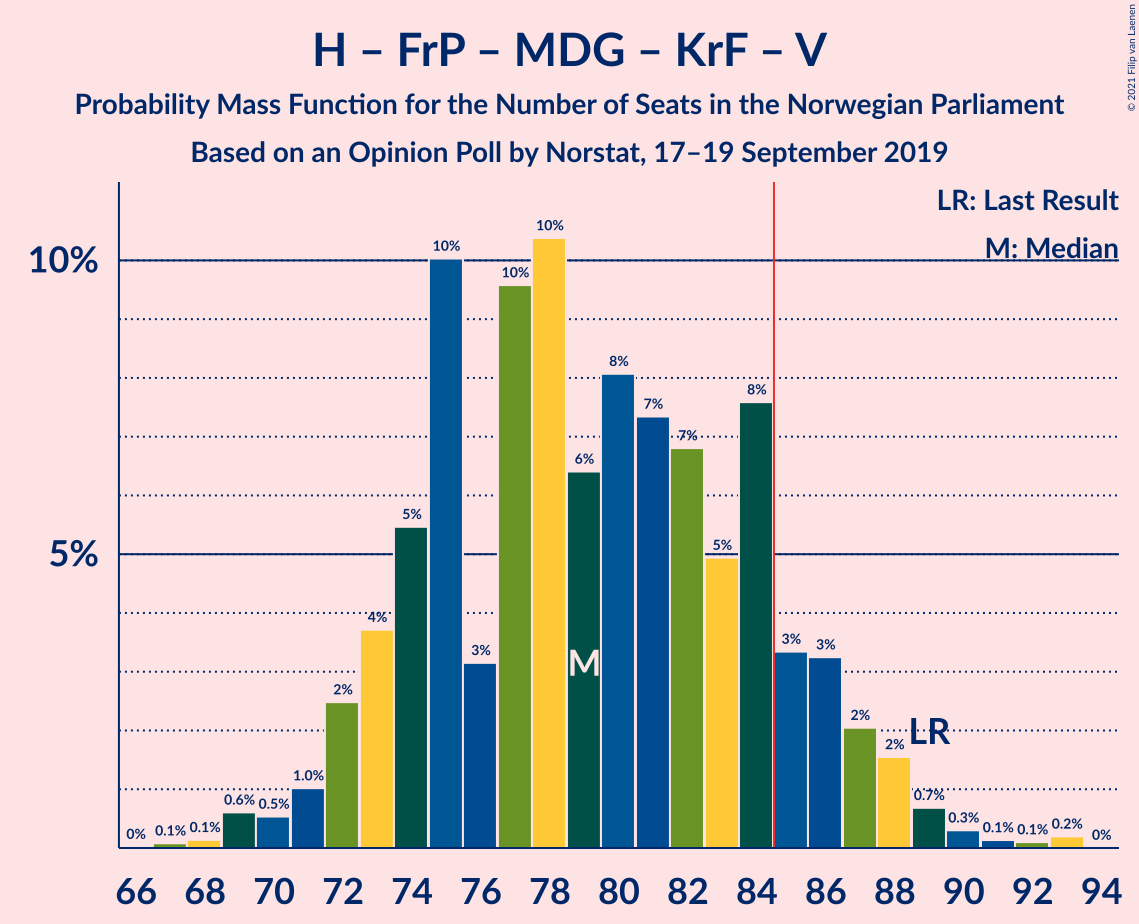 © 2021 Filip van Laenen
H – FrP – MDG – KrF – V
Probability Mass Function for the Number of Seats in the Norwegian Parliament
Based on an Opinion Poll by Norstat, 17–19 September 2019
LR: Last Result
M: Median
10%
5%
0% 0.1% 0.1% 0.6% 0.5% 1.0% 2% 4% 5% 10% 3% 10% 10% 6% 8% 7% 7% 5% 8% 3% 3% 2% 2% 0.7% 0.3% 0.1% 0.1% 0.2% 0%
M
LR
66 68 70 72 74 76 78 80 82 84 86 88 90 92 94